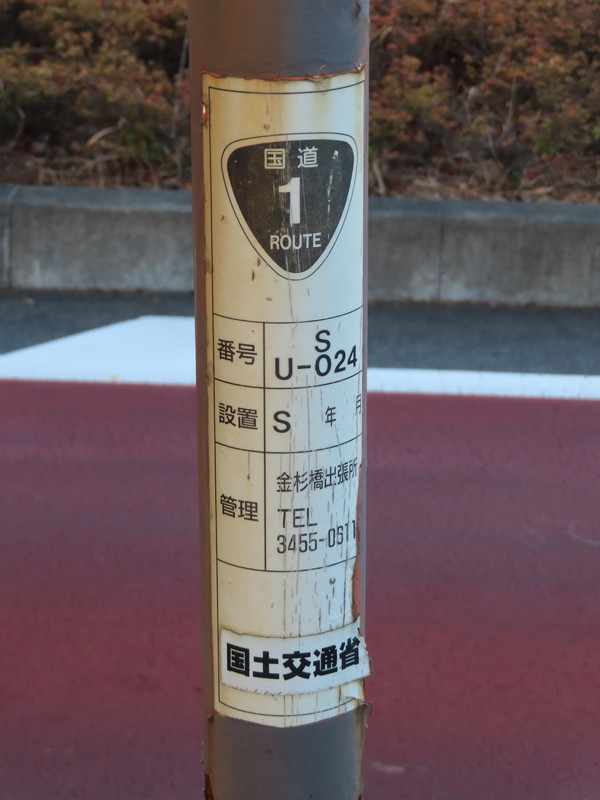 国道
1
ROUTE
番号 S
U-024
設置 S 年 月
管理 金杉橋出張所
TEL
3455-0511
国土交通省